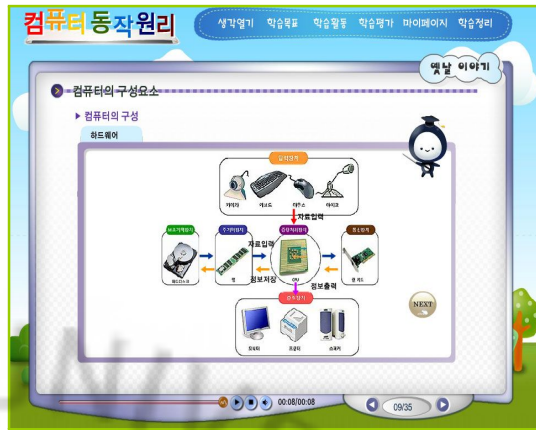 컴퓨터동작원리
생각열기 학습목표 학습활동 학습평가 마이페이지 학습정리
옛날 이야기
컴퓨터의 구성요소
컴퓨터의 구성
하드웨어
입력장치
카메라 키보드 마우스 마이크
자료입력
보조기억장치 주기억장치 중앙처리장치 통신장치
자료입력
정보저장
하드디스크 램 CPU 랜 카드
정보출력
출력장치
모니터 프린터 스피커
NEXT
00:08/00:08
09/35